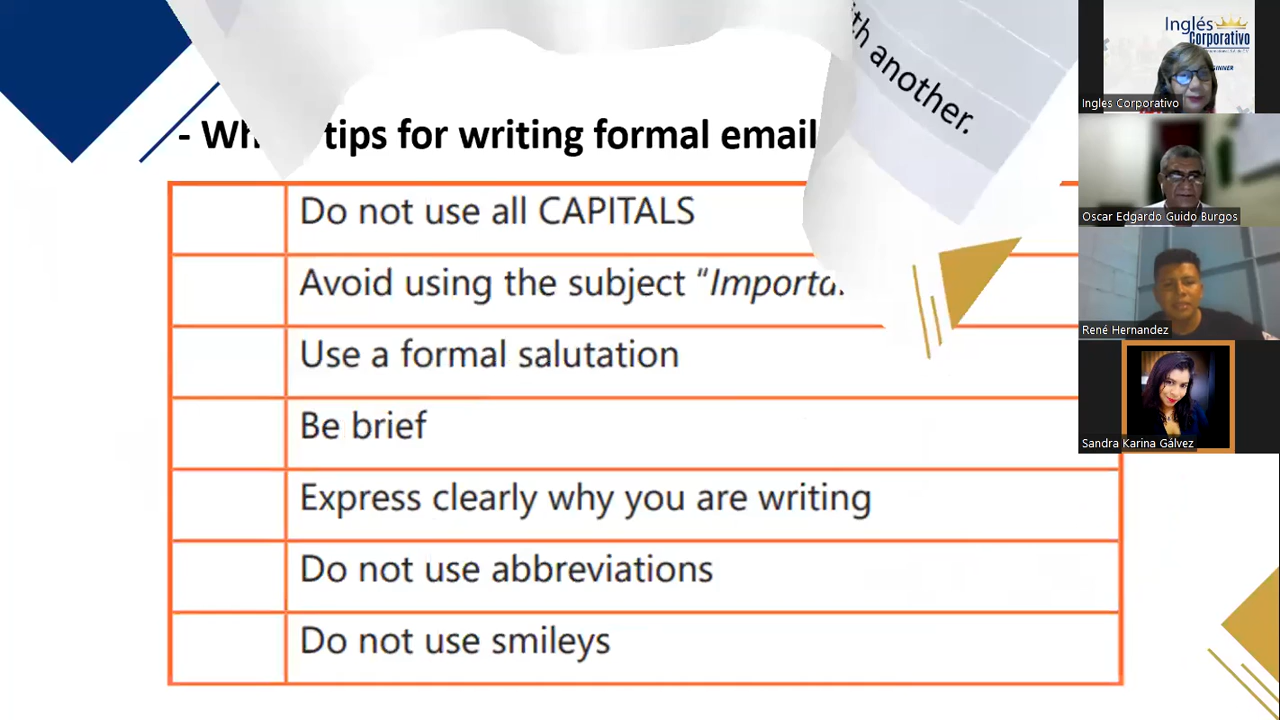 th another.
- Wh tips for writing formal email
Do not use all CAPITALS
Avoid using the subject “Importa
Use a formal salutation
Be brief
Express clearly why you are writing
Do not use abbreviations
Do not use smileys
Inglés
Corporativo
Inglés Corporativo
Oscar Edgardo Guido Burgos
René Hernandez
Sandra Karina Gálvez